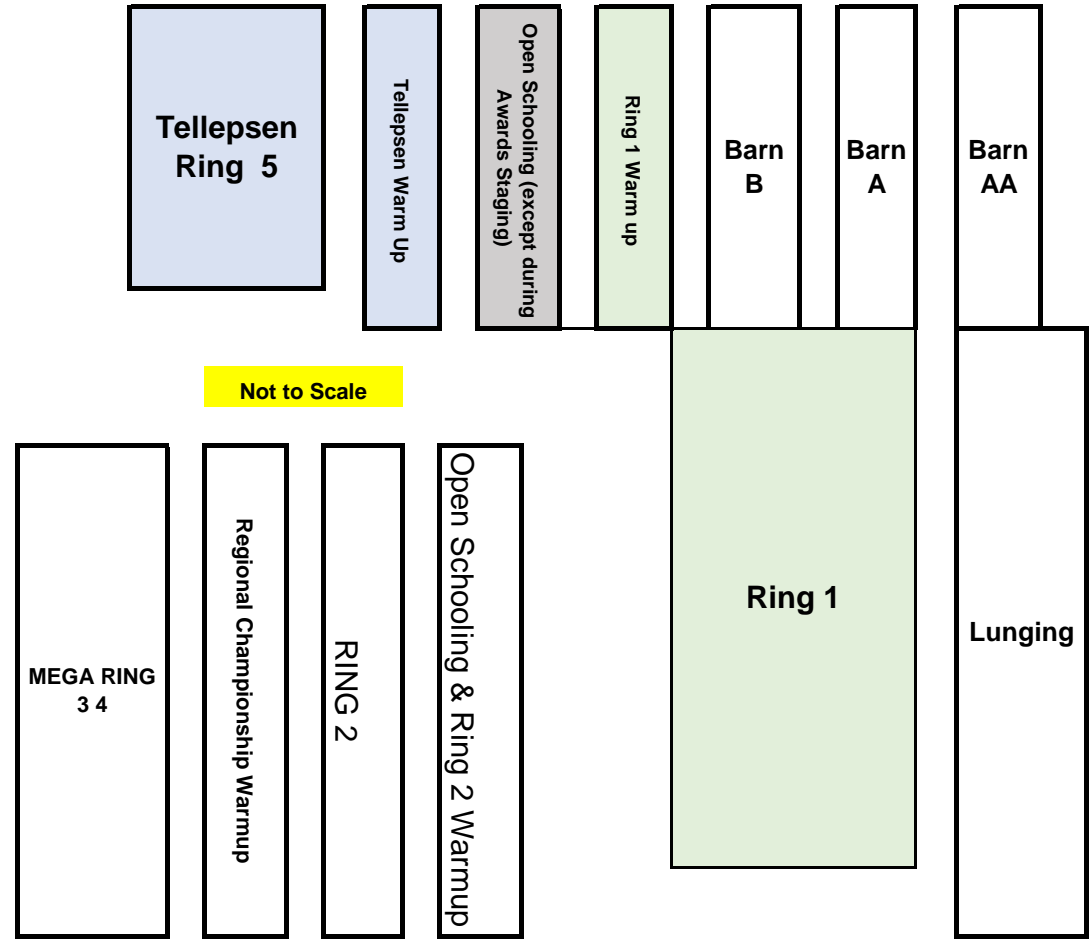 Tellepsen
Ring 5
Tellepsen Warm Up
Open Schooling (except during
Awards Staging)
Ring 1 Warm up
Barn
B
Barn
A
Barn
AA
Not to Scale
MEGA RING
3 4
Regional Championship Warmup
RING 2
Open Schooling & Ring 2 Warmup
Ring 1
Lunging